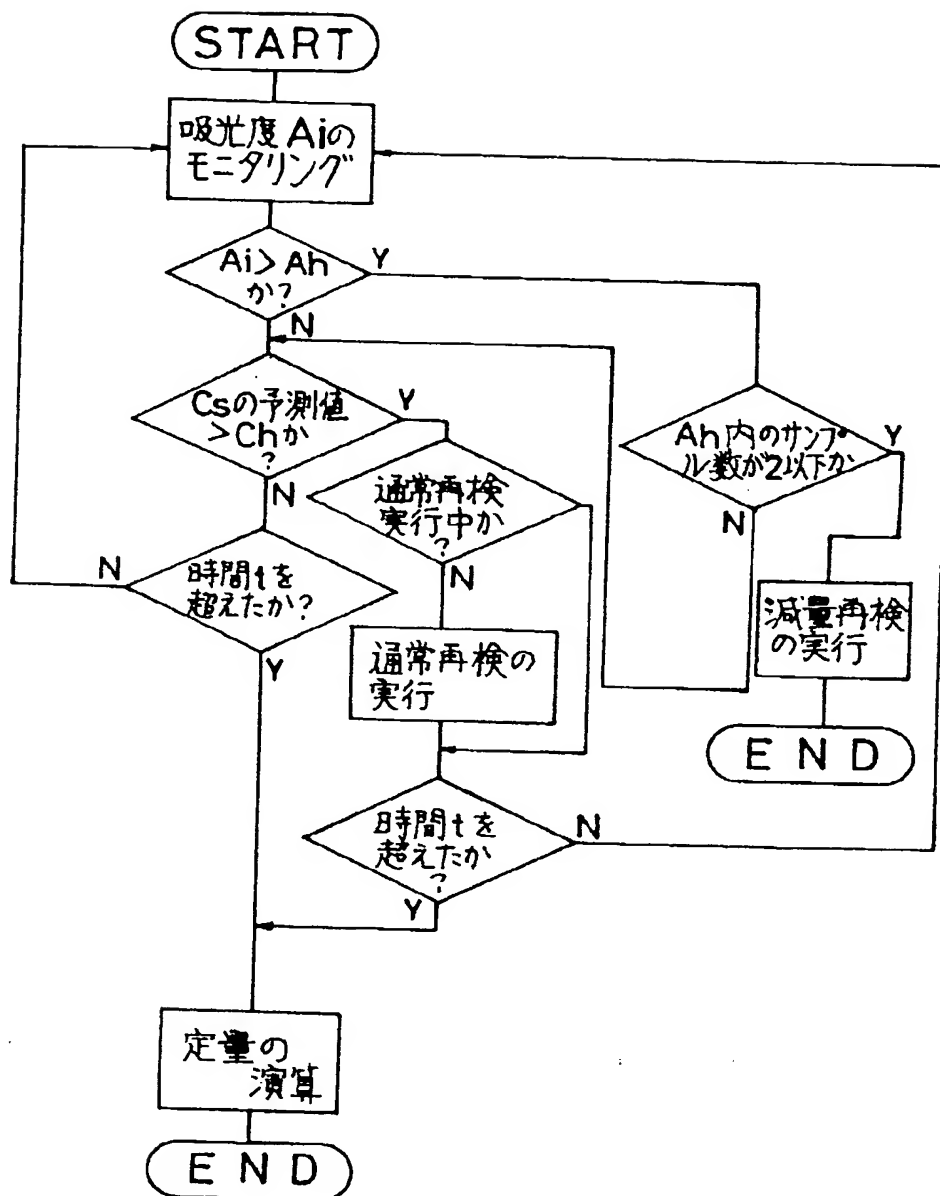 START
吸光度 Aiの
モニタリング
Ai > Ah
か?
Y
N
Csの予測値
> Chか
?
Y
N
Ah 内のサンプ
ル数が2以下か
Y
N
通常再検
実行中か
?
N
時間tを
超えたか?
N
Y
通常再検の
実行
減量再検
の実行
END
時間tを
超えたか
?
N
Y
定量の
演算
END